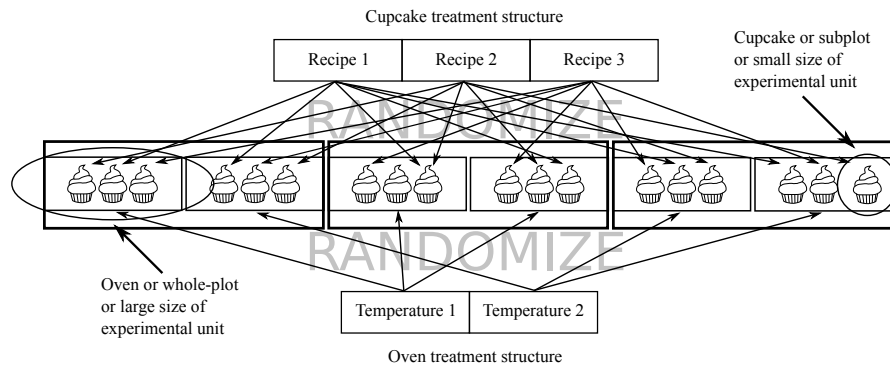 Cupcake treatment structure
Recipe 1 Recipe 2 Recipe 3
Cupcake or subplot
or small size of
experimental unit
RANDOMIZE
RANDOMIZE
Oven or whole-plot
or large size of
experimental unit
Temperature 1 Temperature 2
Oven treatment structure